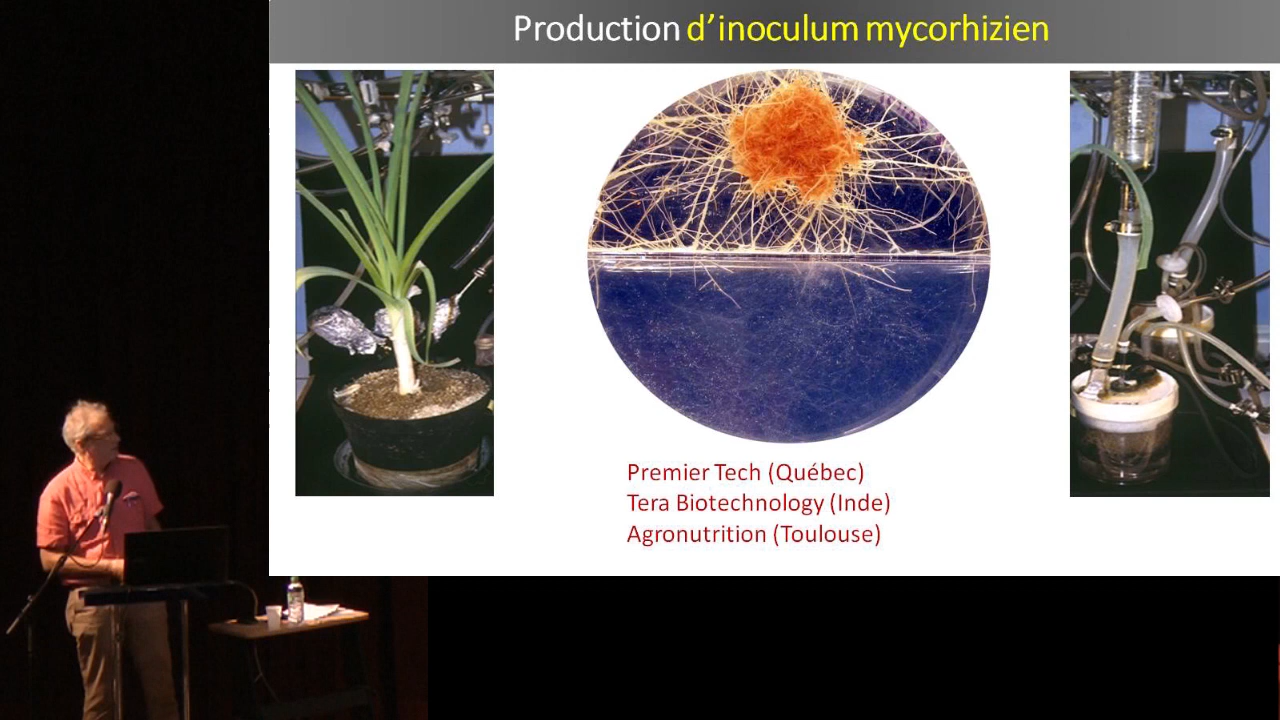 Production d’inoculum mycorhizien
Premier Tech (Québec)
Tera Biotechnology (Inde)
Agronutrition (Toulouse)